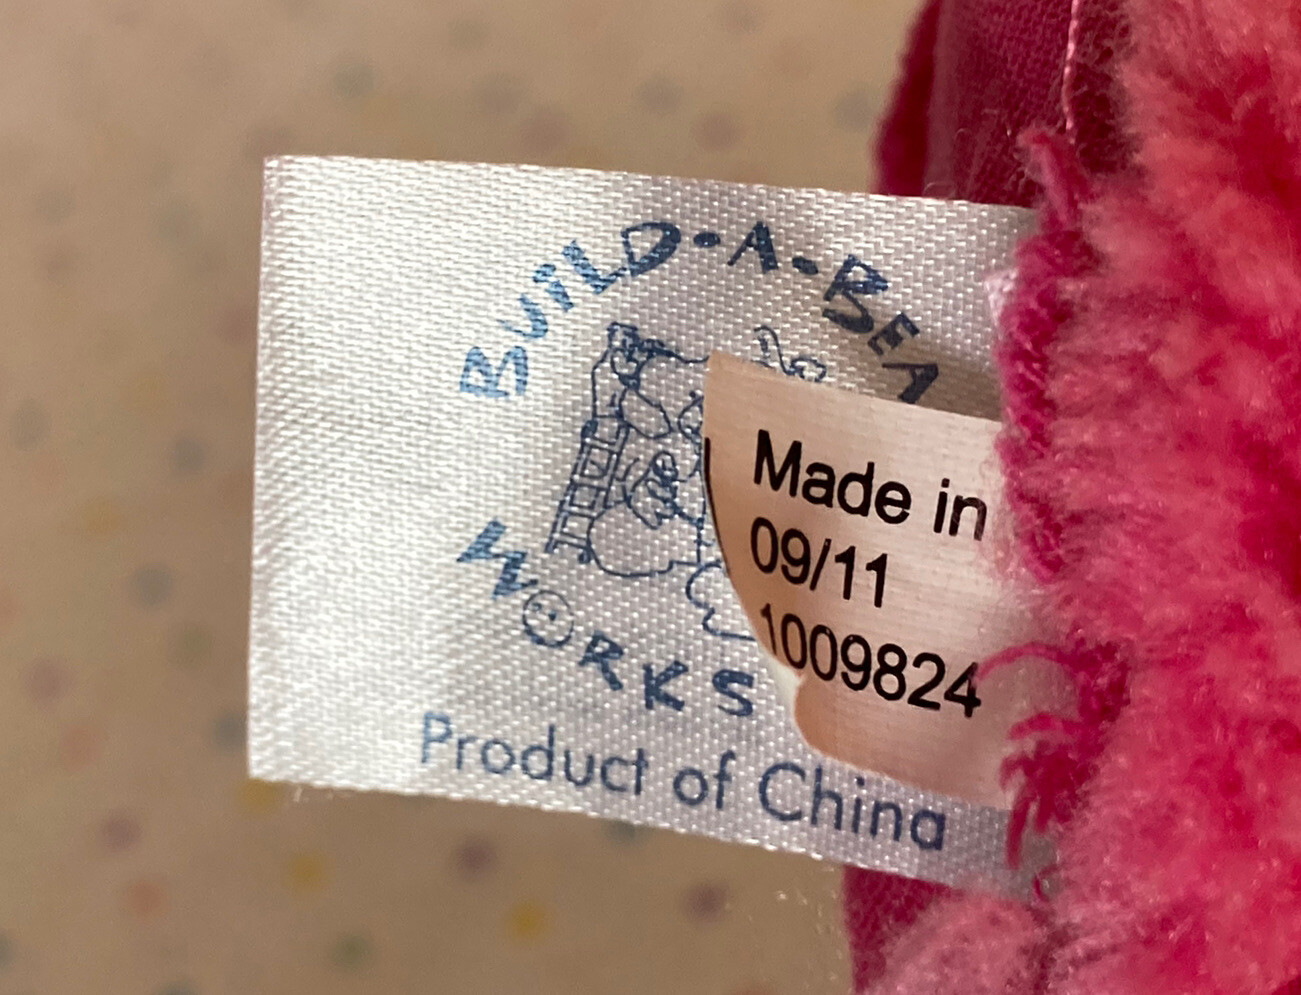 BUiLD•A•BEA
WORKS
Product of China
Made in
09/11
1009824